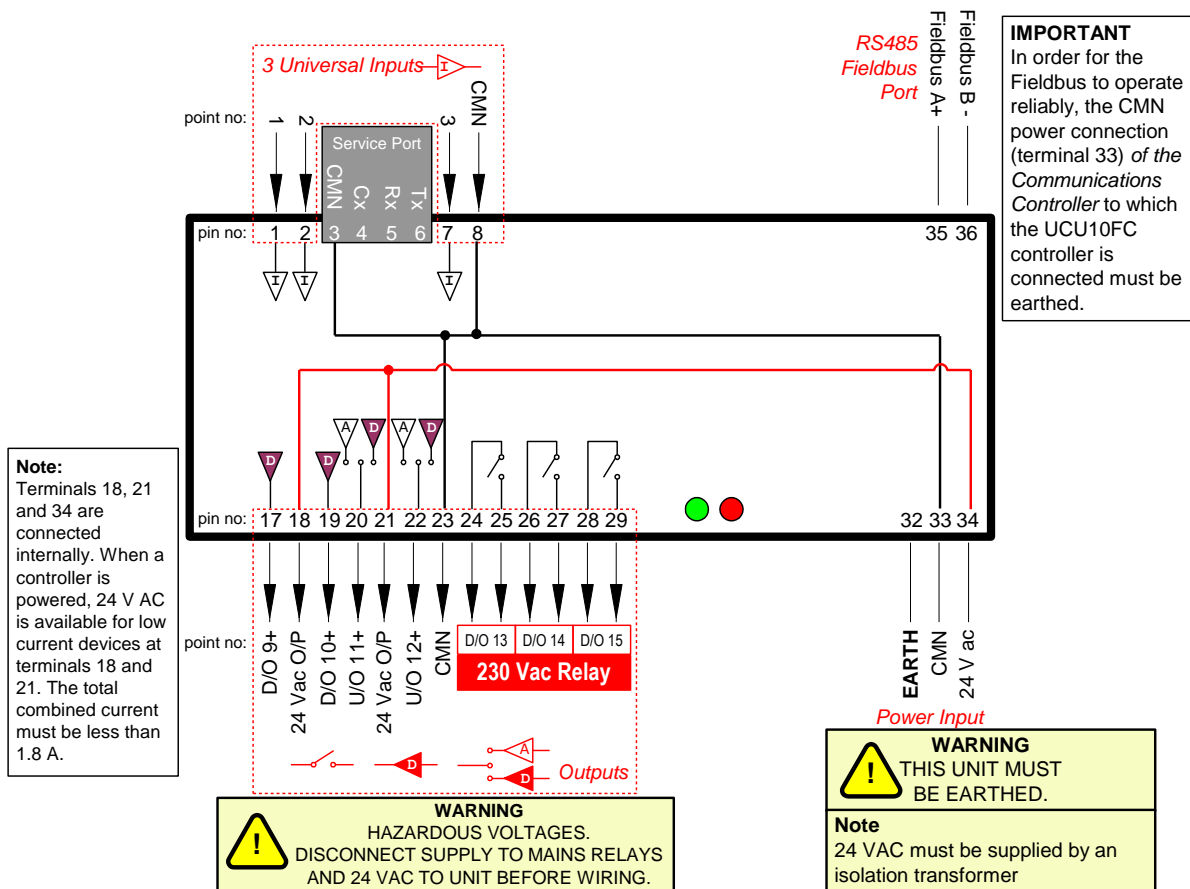 3 Universal Inputs
I
CMN
point no:
1
2
3
Service Port
CMN
Cx
Rx
Tx
pin no:
1
2
3
4
5
6
7
8
I
I
I
RS485
Fieldbus
Port
Fieldbus A+
Fieldbus B -
35
36
IMPORTANT
In order for the
Fieldbus to operate
reliably, the CMN
power connection
(terminal 33) of the
Communications
Controller to which
the UCU10FC
controller is
connected must be
earthed.
Note:
Terminals 18, 21
and 34 are
connected
internally. When a
controller is
powered, 24 V AC
is available for low
current devices at
terminals 18 and
21. The total
combined current
must be less than
1.8 A.
D
D
A
D
A
D
pin no:
17
18
19
20
21
22
23
24
25
26
27
28
29
32
33
34
point no:
D/O 9+
24 Vac O/P
D/O 10+
U/O 11+
24 Vac O/P
U/O 12+
CMN
D/O 13
D/O 14
D/O 15
230 Vac Relay
D
A
D
Outputs
EARTH
CMN
24 V ac
Power Input
WARNING
HAZARDOUS VOLTAGES.
DISCONNECT SUPPLY TO MAINS RELAYS
AND 24 VAC TO UNIT BEFORE WIRING.
!
WARNING
THIS UNIT MUST
BE EARTHED.
!
Note
24 VAC must be supplied by an
isolation transformer